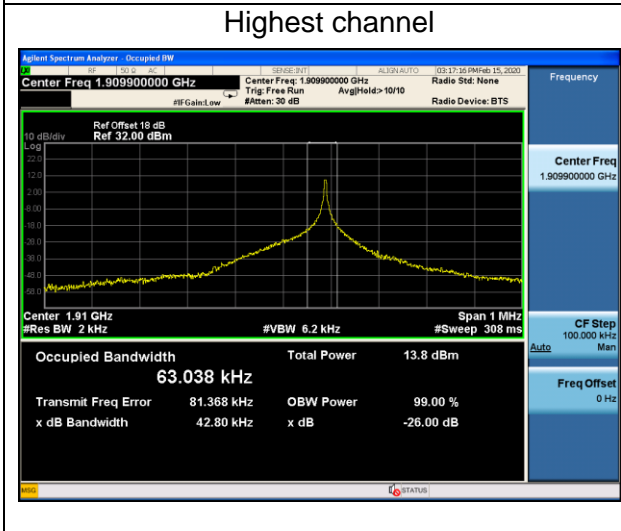 Highest channel
Agilent Spectrum Analyzer - Occupied BW
RF 50 Ω AC SENSE:INT ALIGN AUTO 03:17:16 PM Feb 15, 2020
Center Freq 1.909900000 GHz
Center Freq: 1.909900000 GHz Radio Std: None
Trig: Free Run Avg|Hold:>10/10
#IFGain:Low #Atten: 30 dB Radio Device: BTS
Ref Offset 18 dB
10 dB/div Ref 32.00 dBm
Log
22.0
12.0
2.00
-8.00
-18.0
-28.0
-38.0
-48.0
-58.0
Center 1.91 GHz Span 1 MHz
#Res BW 2 kHz #VBW 6.2 kHz #Sweep 308 ms
Occupied Bandwidth Total Power 13.8 dBm
63.038 kHz
Transmit Freq Error 81.368 kHz OBW Power 99.00 %
x dB Bandwidth 42.80 kHz x dB -26.00 dB
MSG STATUS
Frequency
Center Freq
1.909900000 GHz
CF Step
100.000 kHz
Auto Man
Freq Offset
0 Hz